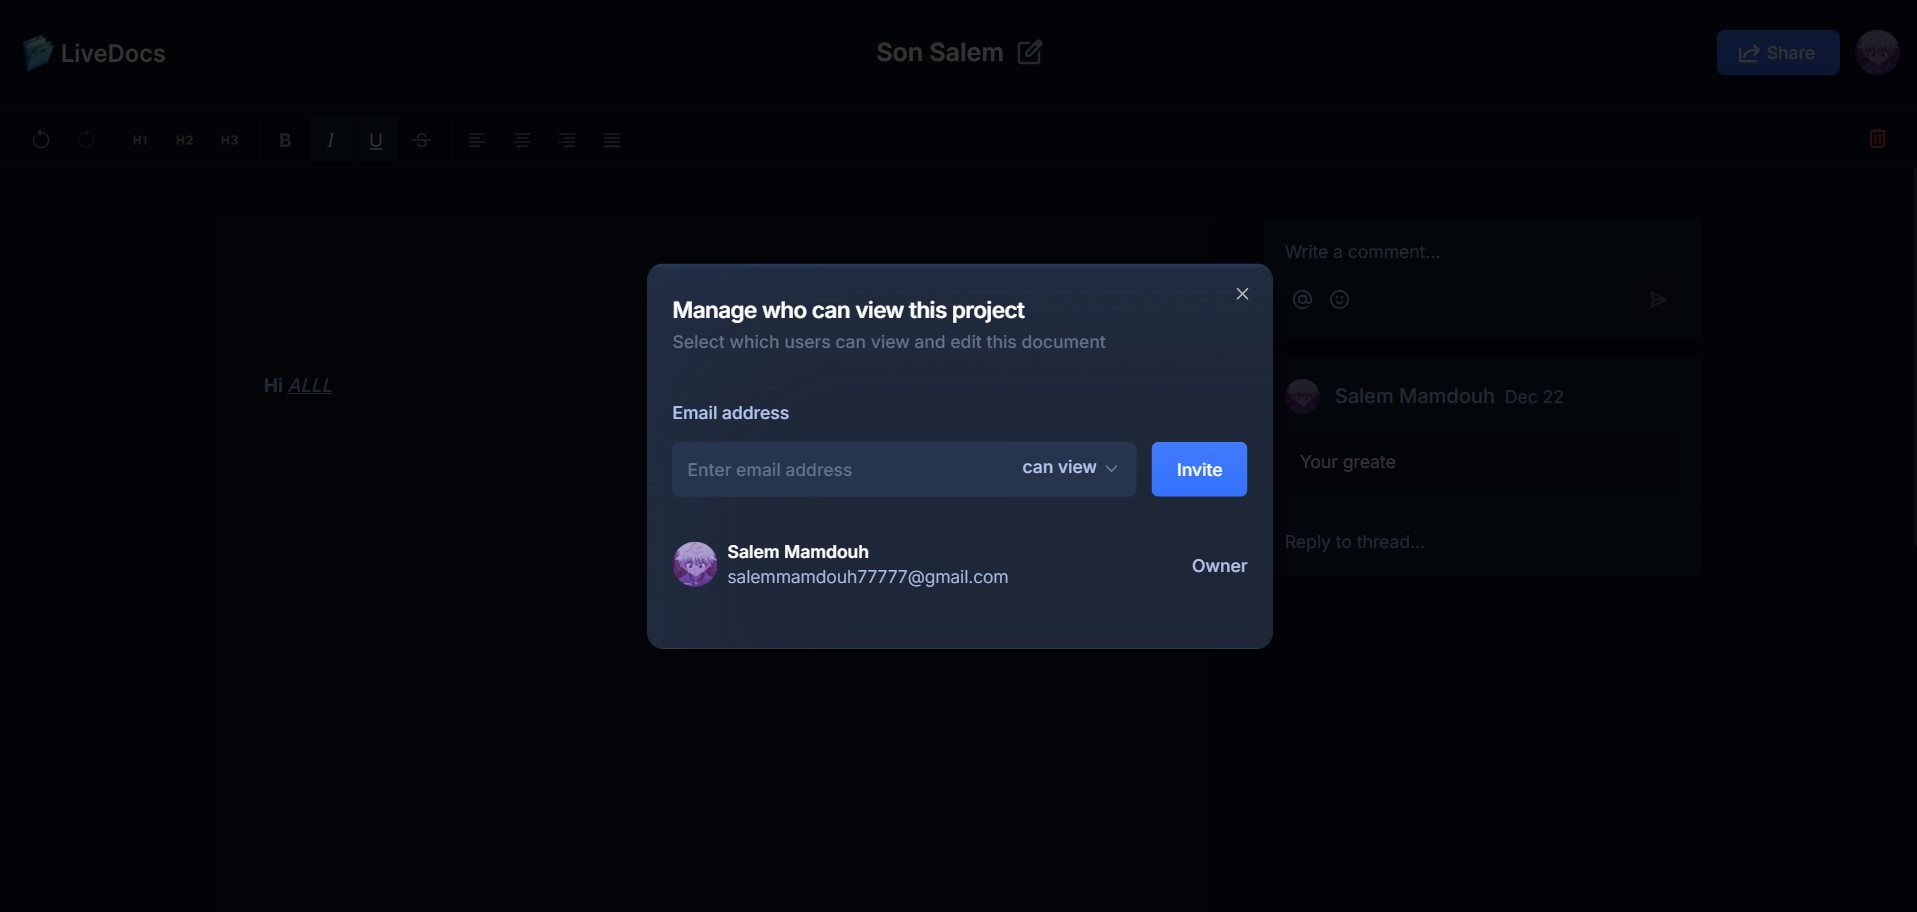 LiveDocs
Son Salem
Share
H1 H2 H3 B I U S
Write a comment...
Manage who can view this project
Select which users can view and edit this document
Hi ALLL
Salem Mamdouh Dec 22
Email address
Your greate
Enter email address can view Invite
Reply to thread...
Salem Mamdouh
salemmamdouh77777@gmail.com
Owner